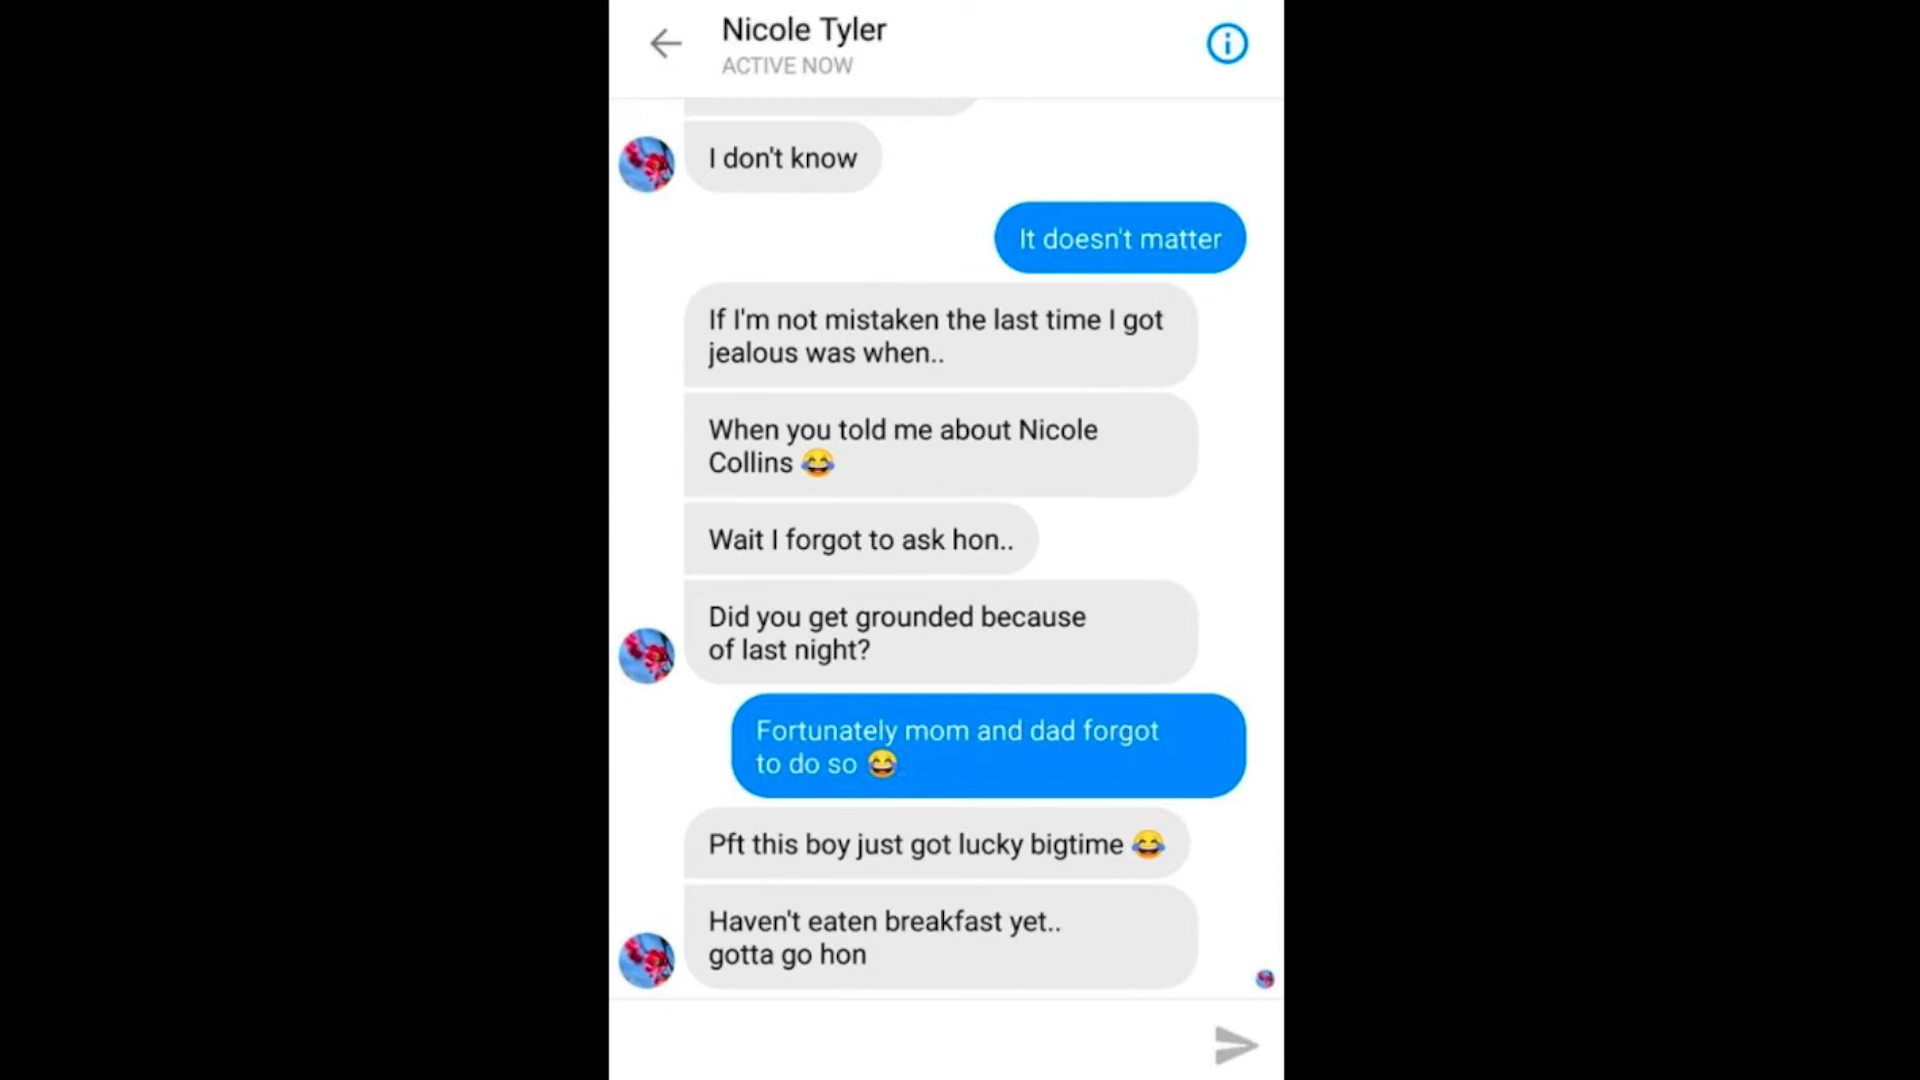 Nicole Tyler
ACTIVE NOW
I don't know
It doesn't matter
If I'm not mistaken the last time I got
jealous was when..
When you told me about Nicole
Collins 😂
Wait I forgot to ask hon..
Did you get grounded because
of last night?
Fortunately mom and dad forgot
to do so 😂
Pft this boy just got lucky bigtime 😂
Haven't eaten breakfast yet..
gotta go hon